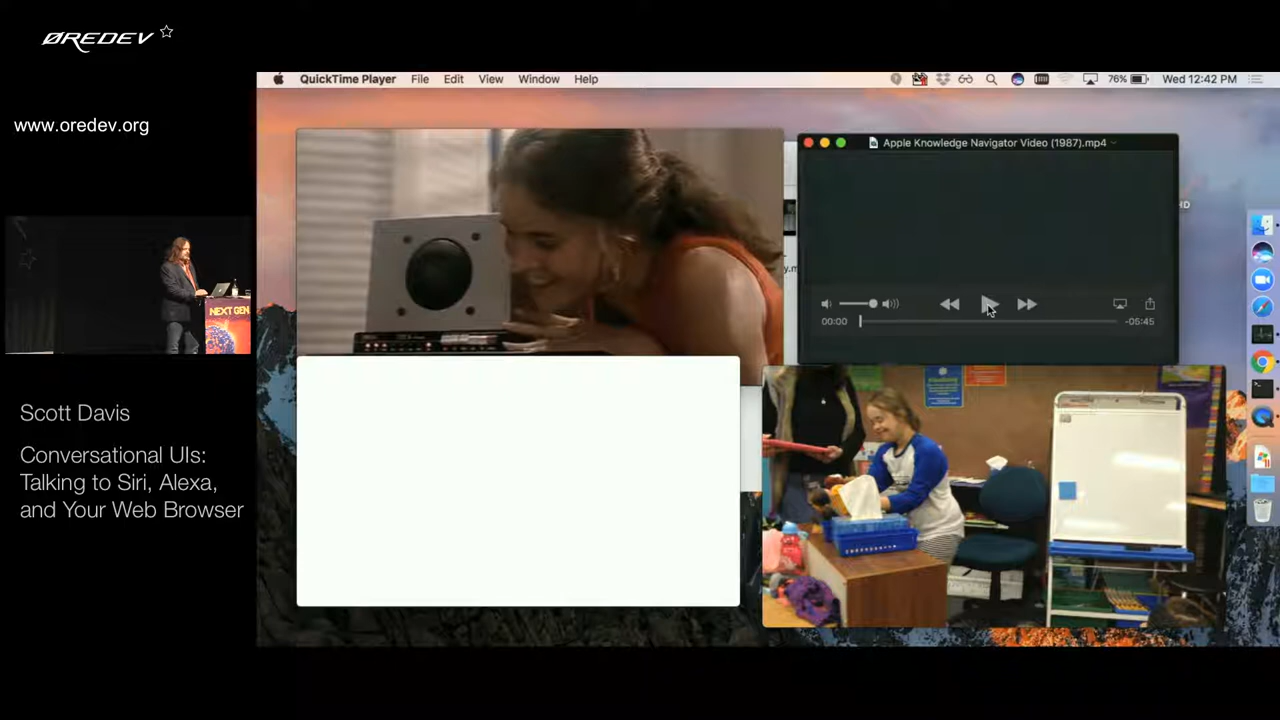 ØREDEV
www.oredev.org
QuickTime Player File Edit View Window Help
76%
Wed 12:42 PM
Apple Knowledge Navigator Video (1987).mp4
HD
y.m
00:00
-05:45
NEXT GEN
Scott Davis
Conversational UIs:
Talking to Siri, Alexa,
and Your Web Browser